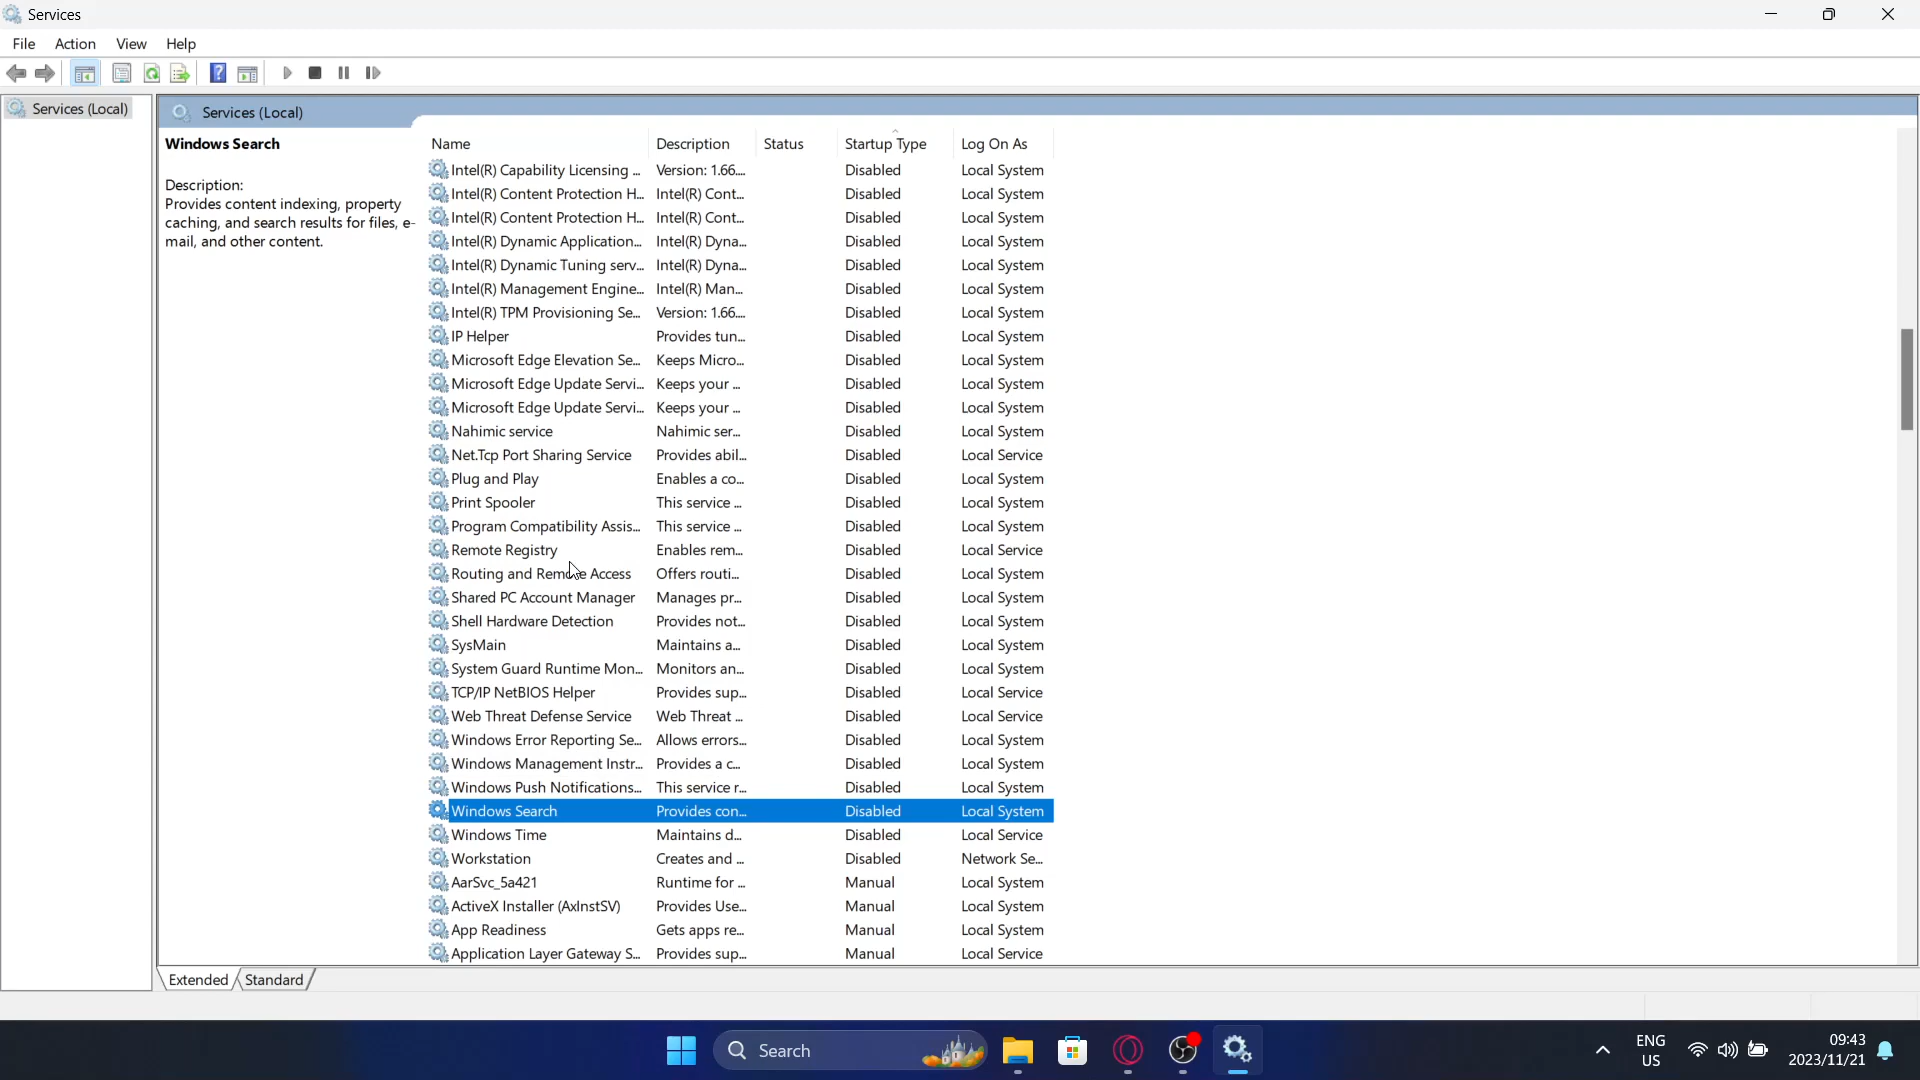 Services
File Action View Help
Services (Local)
Services (Local)
Windows Search
Description:
Provides content indexing, property
caching, and search results for files, e-
mail, and other content.
Name Description Status Startup Type Log On As
Intel(R) Capability Licensing ... Version: 1.66.... Disabled Local System
Intel(R) Content Protection H... Intel(R) Cont... Disabled Local System
Intel(R) Content Protection H... Intel(R) Cont... Disabled Local System
Intel(R) Dynamic Application... Intel(R) Dyna... Disabled Local System
Intel(R) Dynamic Tuning serv... Intel(R) Dyna... Disabled Local System
Intel(R) Management Engine... Intel(R) Man... Disabled Local System
Intel(R) TPM Provisioning Se... Version: 1.66.... Disabled Local System
IP Helper Provides tun... Disabled Local System
Microsoft Edge Elevation Se... Keeps Micro... Disabled Local System
Microsoft Edge Update Servi... Keeps your ... Disabled Local System
Microsoft Edge Update Servi... Keeps your ... Disabled Local System
Nahimic service Nahimic ser... Disabled Local System
Net.Tcp Port Sharing Service Provides abil... Disabled Local Service
Plug and Play Enables a co... Disabled Local System
Print Spooler This service ... Disabled Local System
Program Compatibility Assis... This service ... Disabled Local System
Remote Registry Enables rem... Disabled Local Service
Routing and Remote Access Offers routi... Disabled Local System
Shared PC Account Manager Manages pr... Disabled Local System
Shell Hardware Detection Provides not... Disabled Local System
SysMain Maintains a... Disabled Local System
System Guard Runtime Mon... Monitors an... Disabled Local System
TCP/IP NetBIOS Helper Provides sup... Disabled Local Service
Web Threat Defense Service Web Threat ... Disabled Local Service
Windows Error Reporting Se... Allows errors... Disabled Local System
Windows Management Instr... Provides a c... Disabled Local System
Windows Push Notifications... This service r... Disabled Local System
Windows Search Provides con... Disabled Local System
Windows Time Maintains d... Disabled Local Service
Workstation Creates and ... Disabled Network Se...
AarSvc_5a421 Runtime for ... Manual Local System
ActiveX Installer (AxInstSV) Provides Use... Manual Local System
App Readiness Gets apps re... Manual Local System
Application Layer Gateway S... Provides sup... Manual Local Service
Extended Standard
Search
ENG
US
09:43
2023/11/21